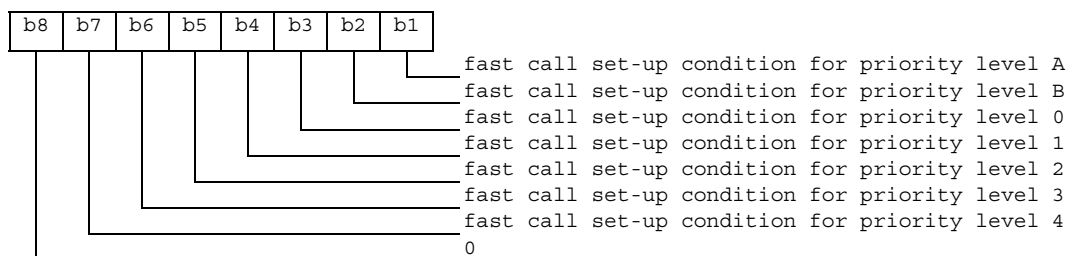 b8 b7 b6 b5 b4 b3 b2 b1
fast call set-up condition for priority level A
fast call set-up condition for priority level B
fast call set-up condition for priority level 0
fast call set-up condition for priority level 1
fast call set-up condition for priority level 2
fast call set-up condition for priority level 3
fast call set-up condition for priority level 4
0